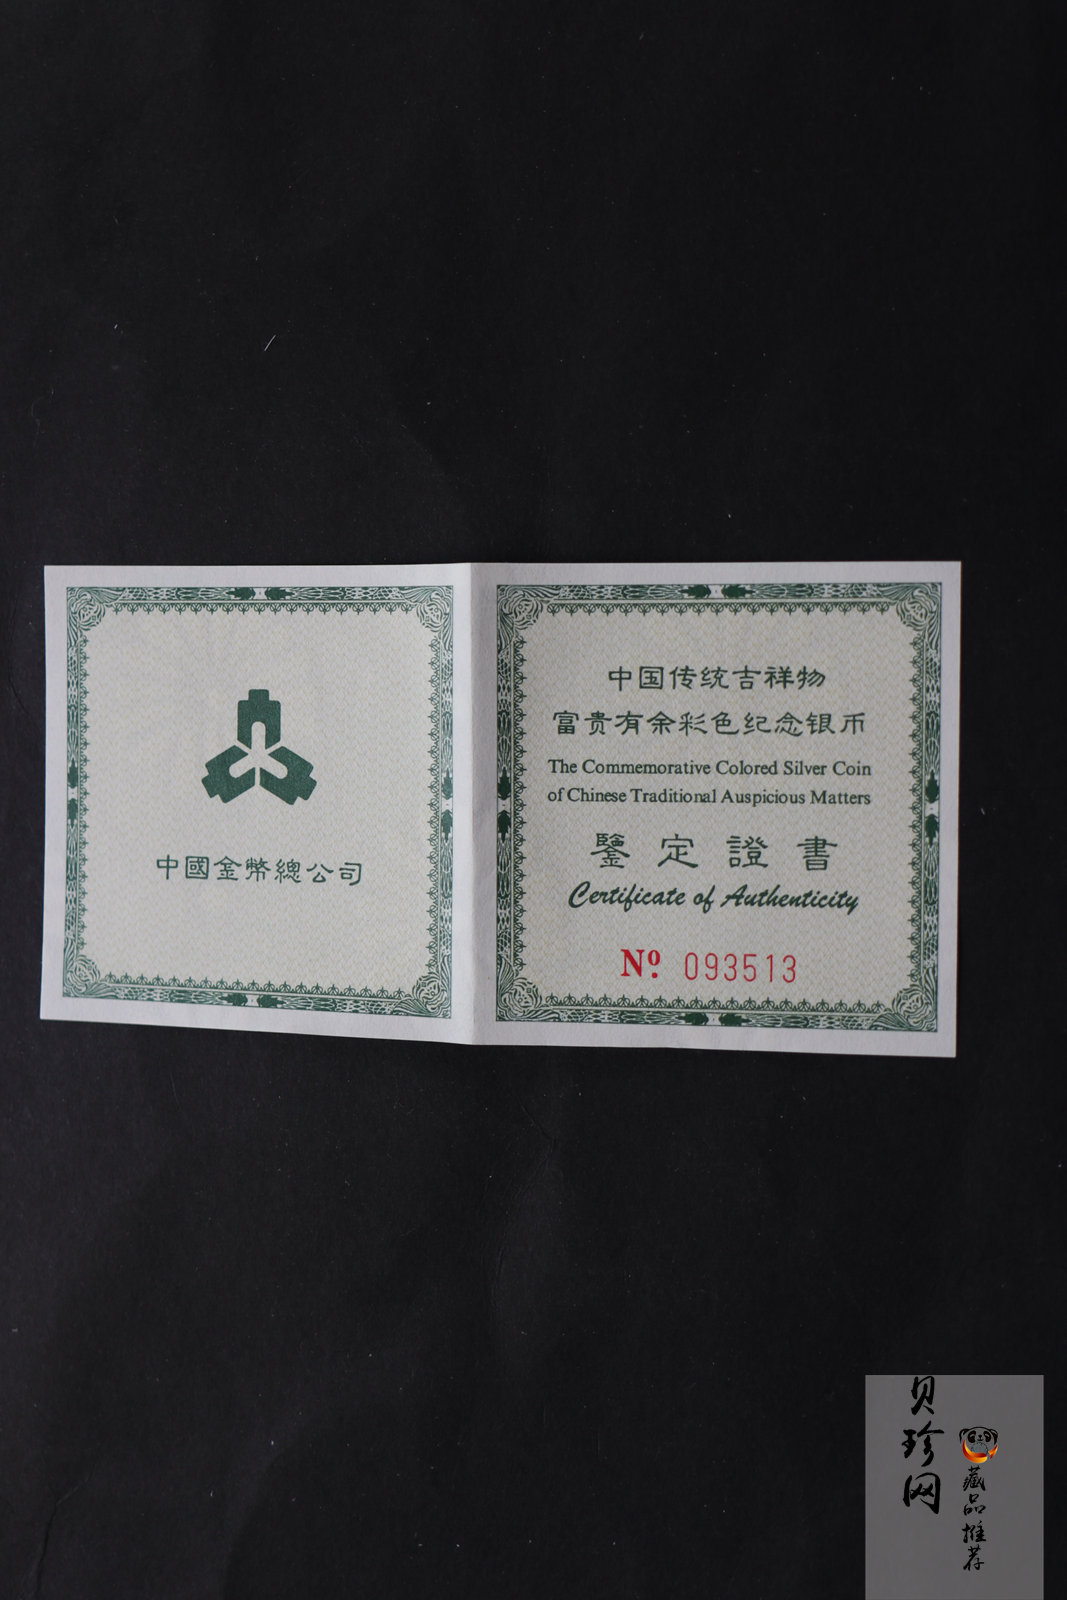 中國金幣總公司
中国传统吉祥物
富贵有余彩色纪念银币
The Commemorative Colored Silver Coin
of Chinese Traditional Auspicious Matters
鑒定證書
Certificate of Authenticity
Nº 093513
贝珍网
藏品推荐